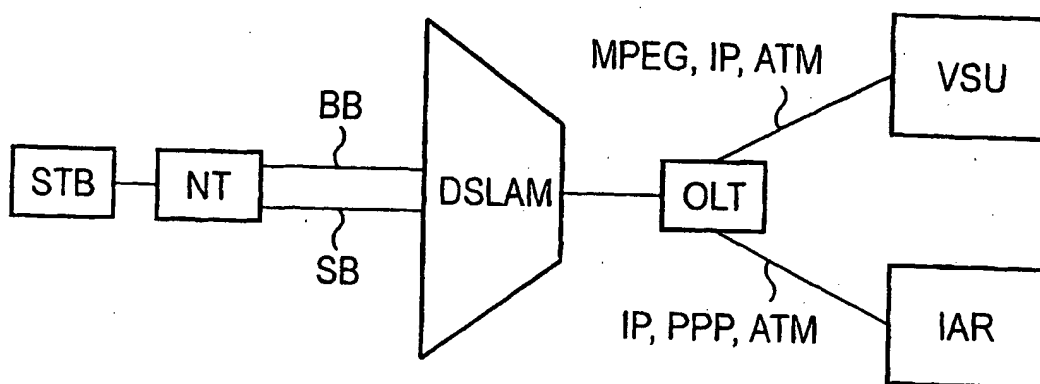 MPEG, IP, ATM
VSU
BB
STB
NT
DSLAM
OLT
SB
IP, PPP, ATM
IAR